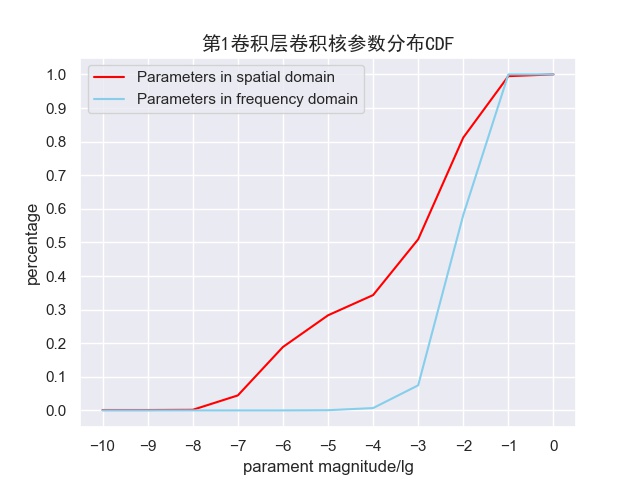 第1卷积层卷积核参数分布CDF
Parameters in spatial domain
Parameters in frequency domain
percentage
1.0
0.9
0.8
0.7
0.6
0.5
0.4
0.3
0.2
0.1
0.0
−10 −9 −8 −7 −6 −5 −4 −3 −2 −1 0
parament magnitude/lg